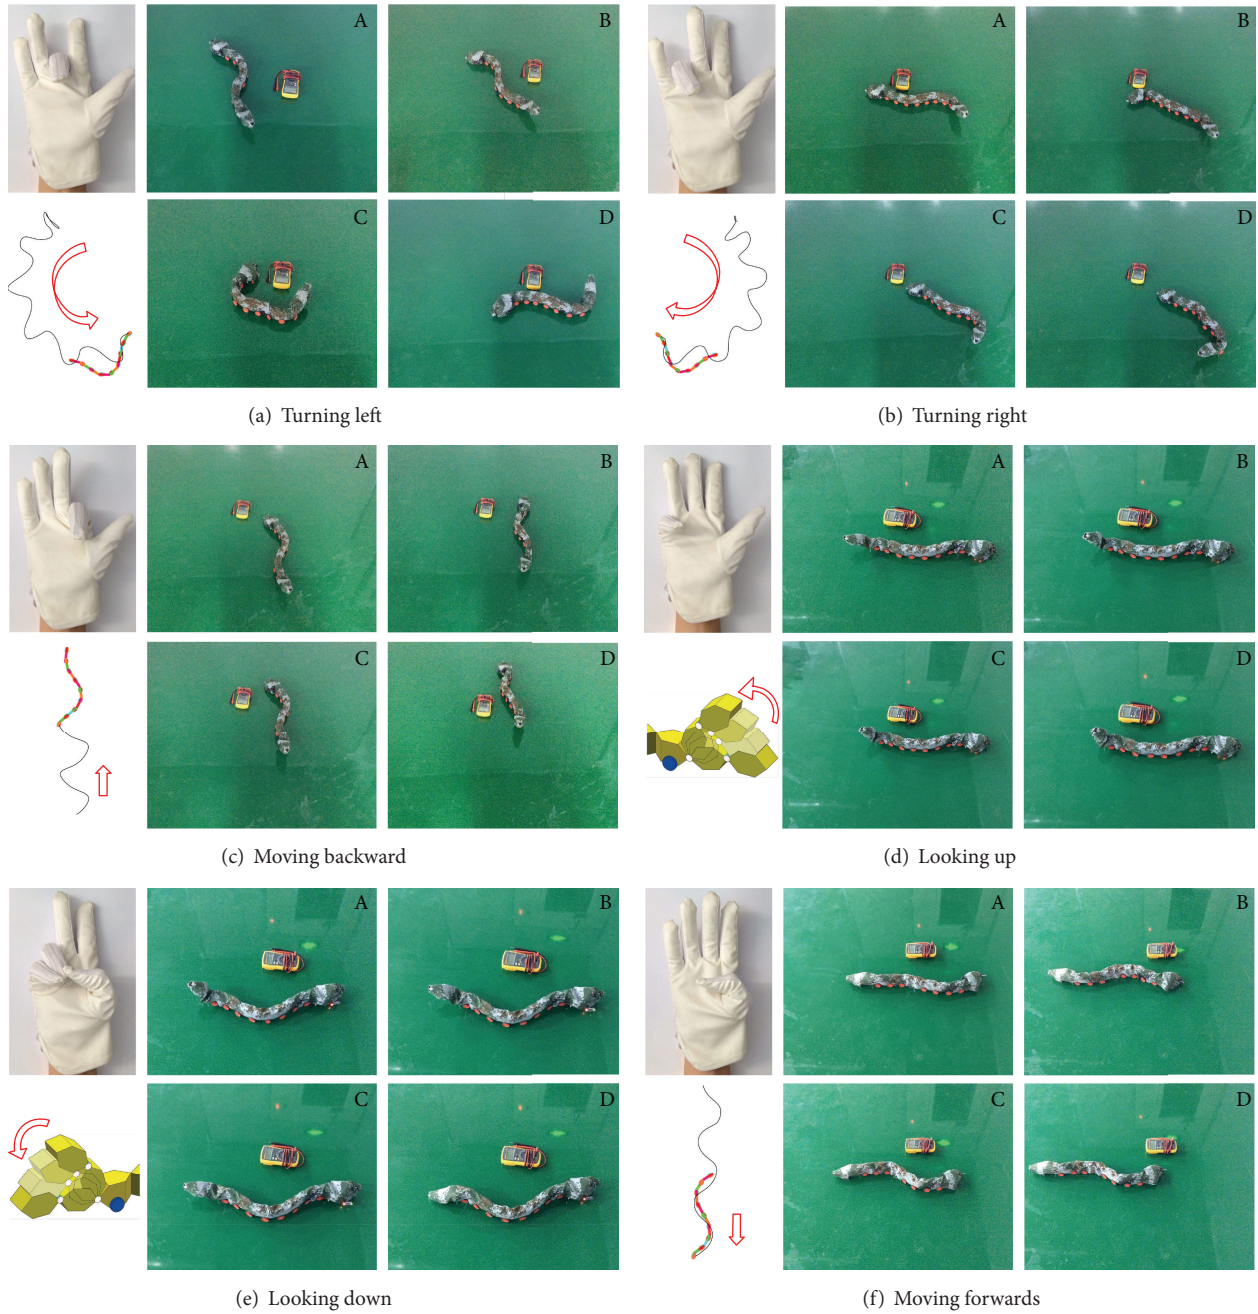 A
B
C
D
(a) Turning left
A
B
C
D
(b) Turning right
A
B
C
D
(c) Moving backward
A
B
C
D
(d) Looking up
A
B
C
D
(e) Looking down
A
B
C
D
(f) Moving forwards